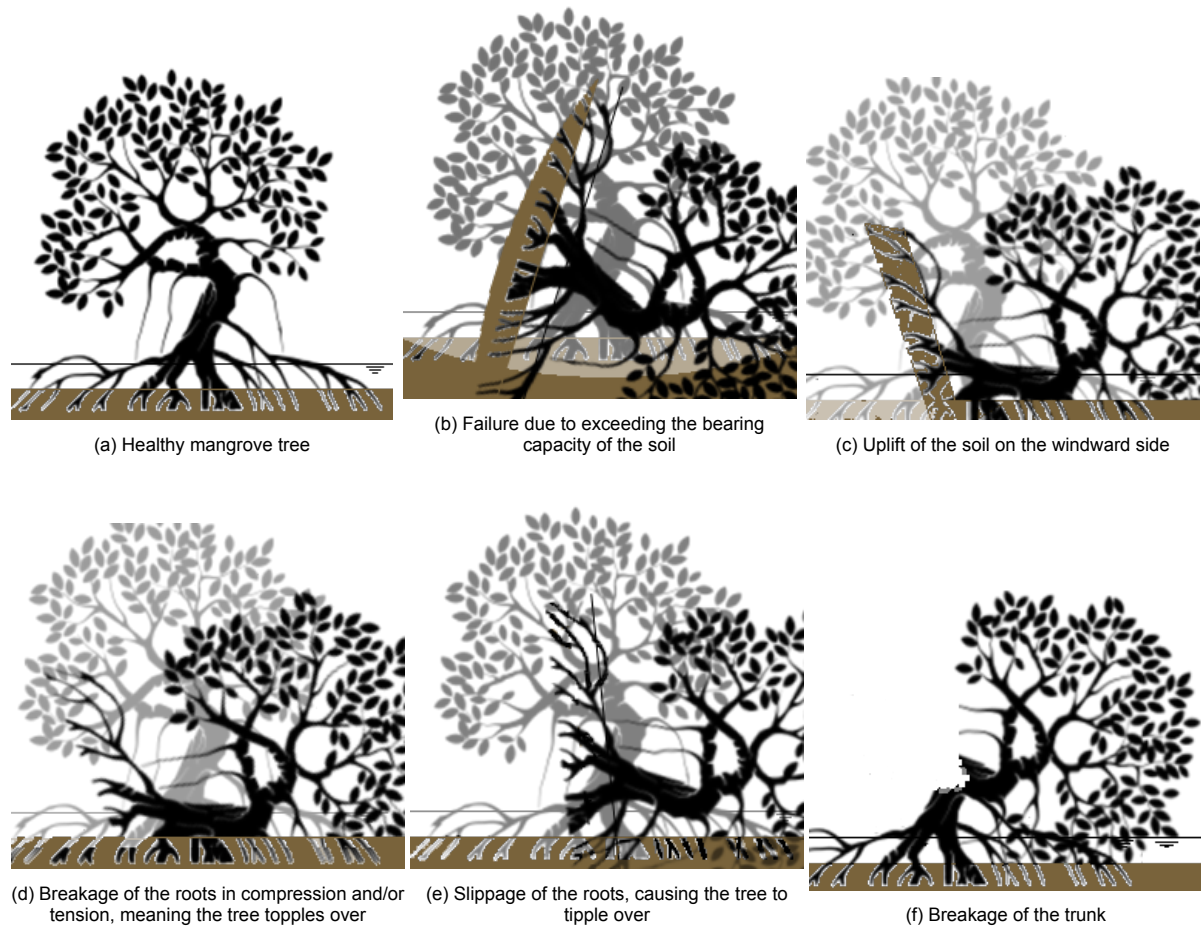 (a) Healthy mangrove tree
(b) Failure due to exceeding the bearing
capacity of the soil
(c) Uplift of the soil on the windward side
(d) Breakage of the roots in compression and/or
tension, meaning the tree topples over
(e) Slippage of the roots, causing the tree to
tipple over
(f) Breakage of the trunk